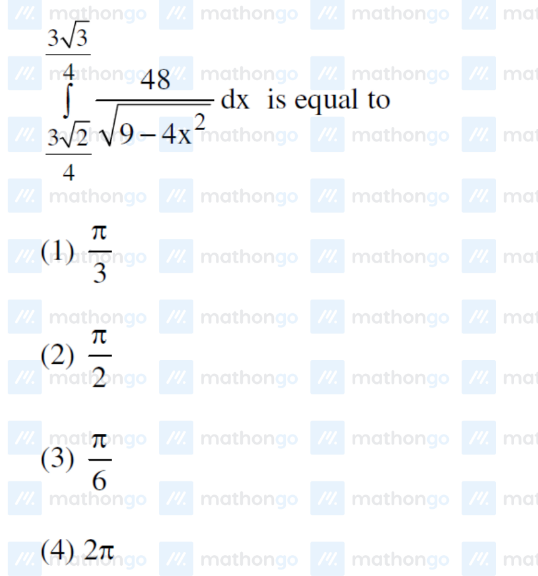 ∫_{3√2/4}^{3√3/4} 48/√(9 – 4x²) dx is equal to
(1) π/3
(2) π/2
(3) π/6
(4) 2π
mathongo